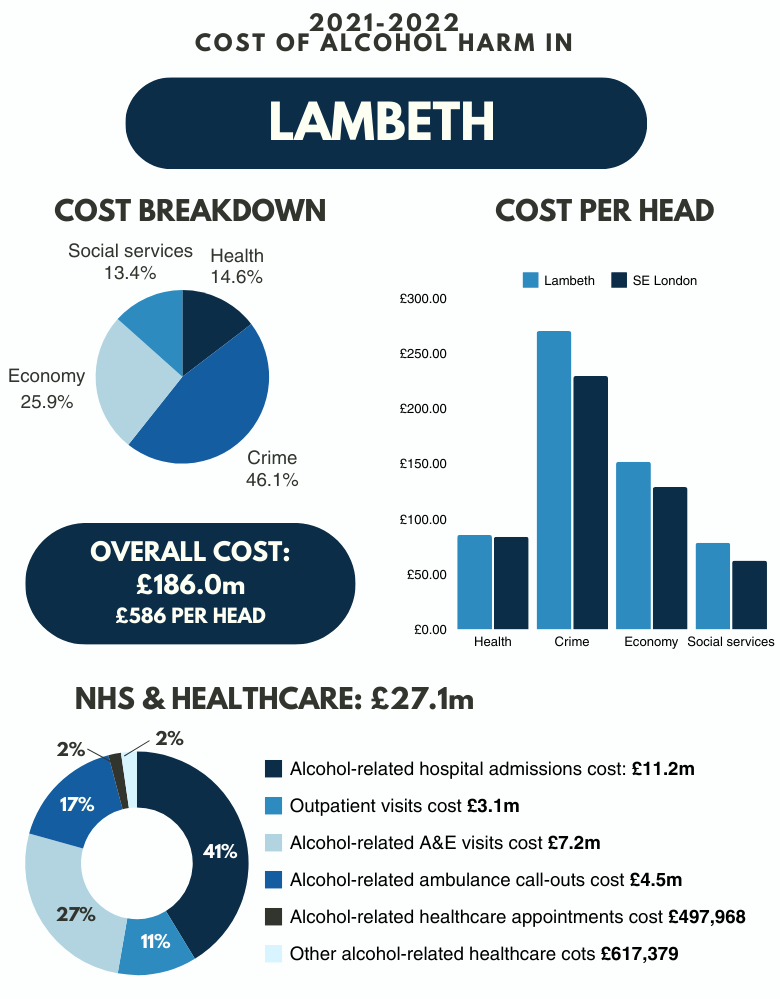 2021-2022
COST OF ALCOHOL HARM IN
LAMBETH
COST BREAKDOWN
Social services
13.4%
Health
14.6%
Economy
25.9%
Crime
46.1%
OVERALL COST:
£186.0m
£586 PER HEAD
COST PER HEAD
Lambeth
SE London
£300.00
£250.00
£200.00
£150.00
£100.00
£50.00
£0.00
Health
Crime
Economy
Social services
NHS & HEALTHCARE: £27.1m
2%
2%
17%
41%
27%
11%
Alcohol-related hospital admissions cost: £11.2m
Outpatient visits cost £3.1m
Alcohol-related A&E visits cost £7.2m
Alcohol-related ambulance call-outs cost £4.5m
Alcohol-related healthcare appointments cost £497,968
Other alcohol-related healthcare cots £617,379